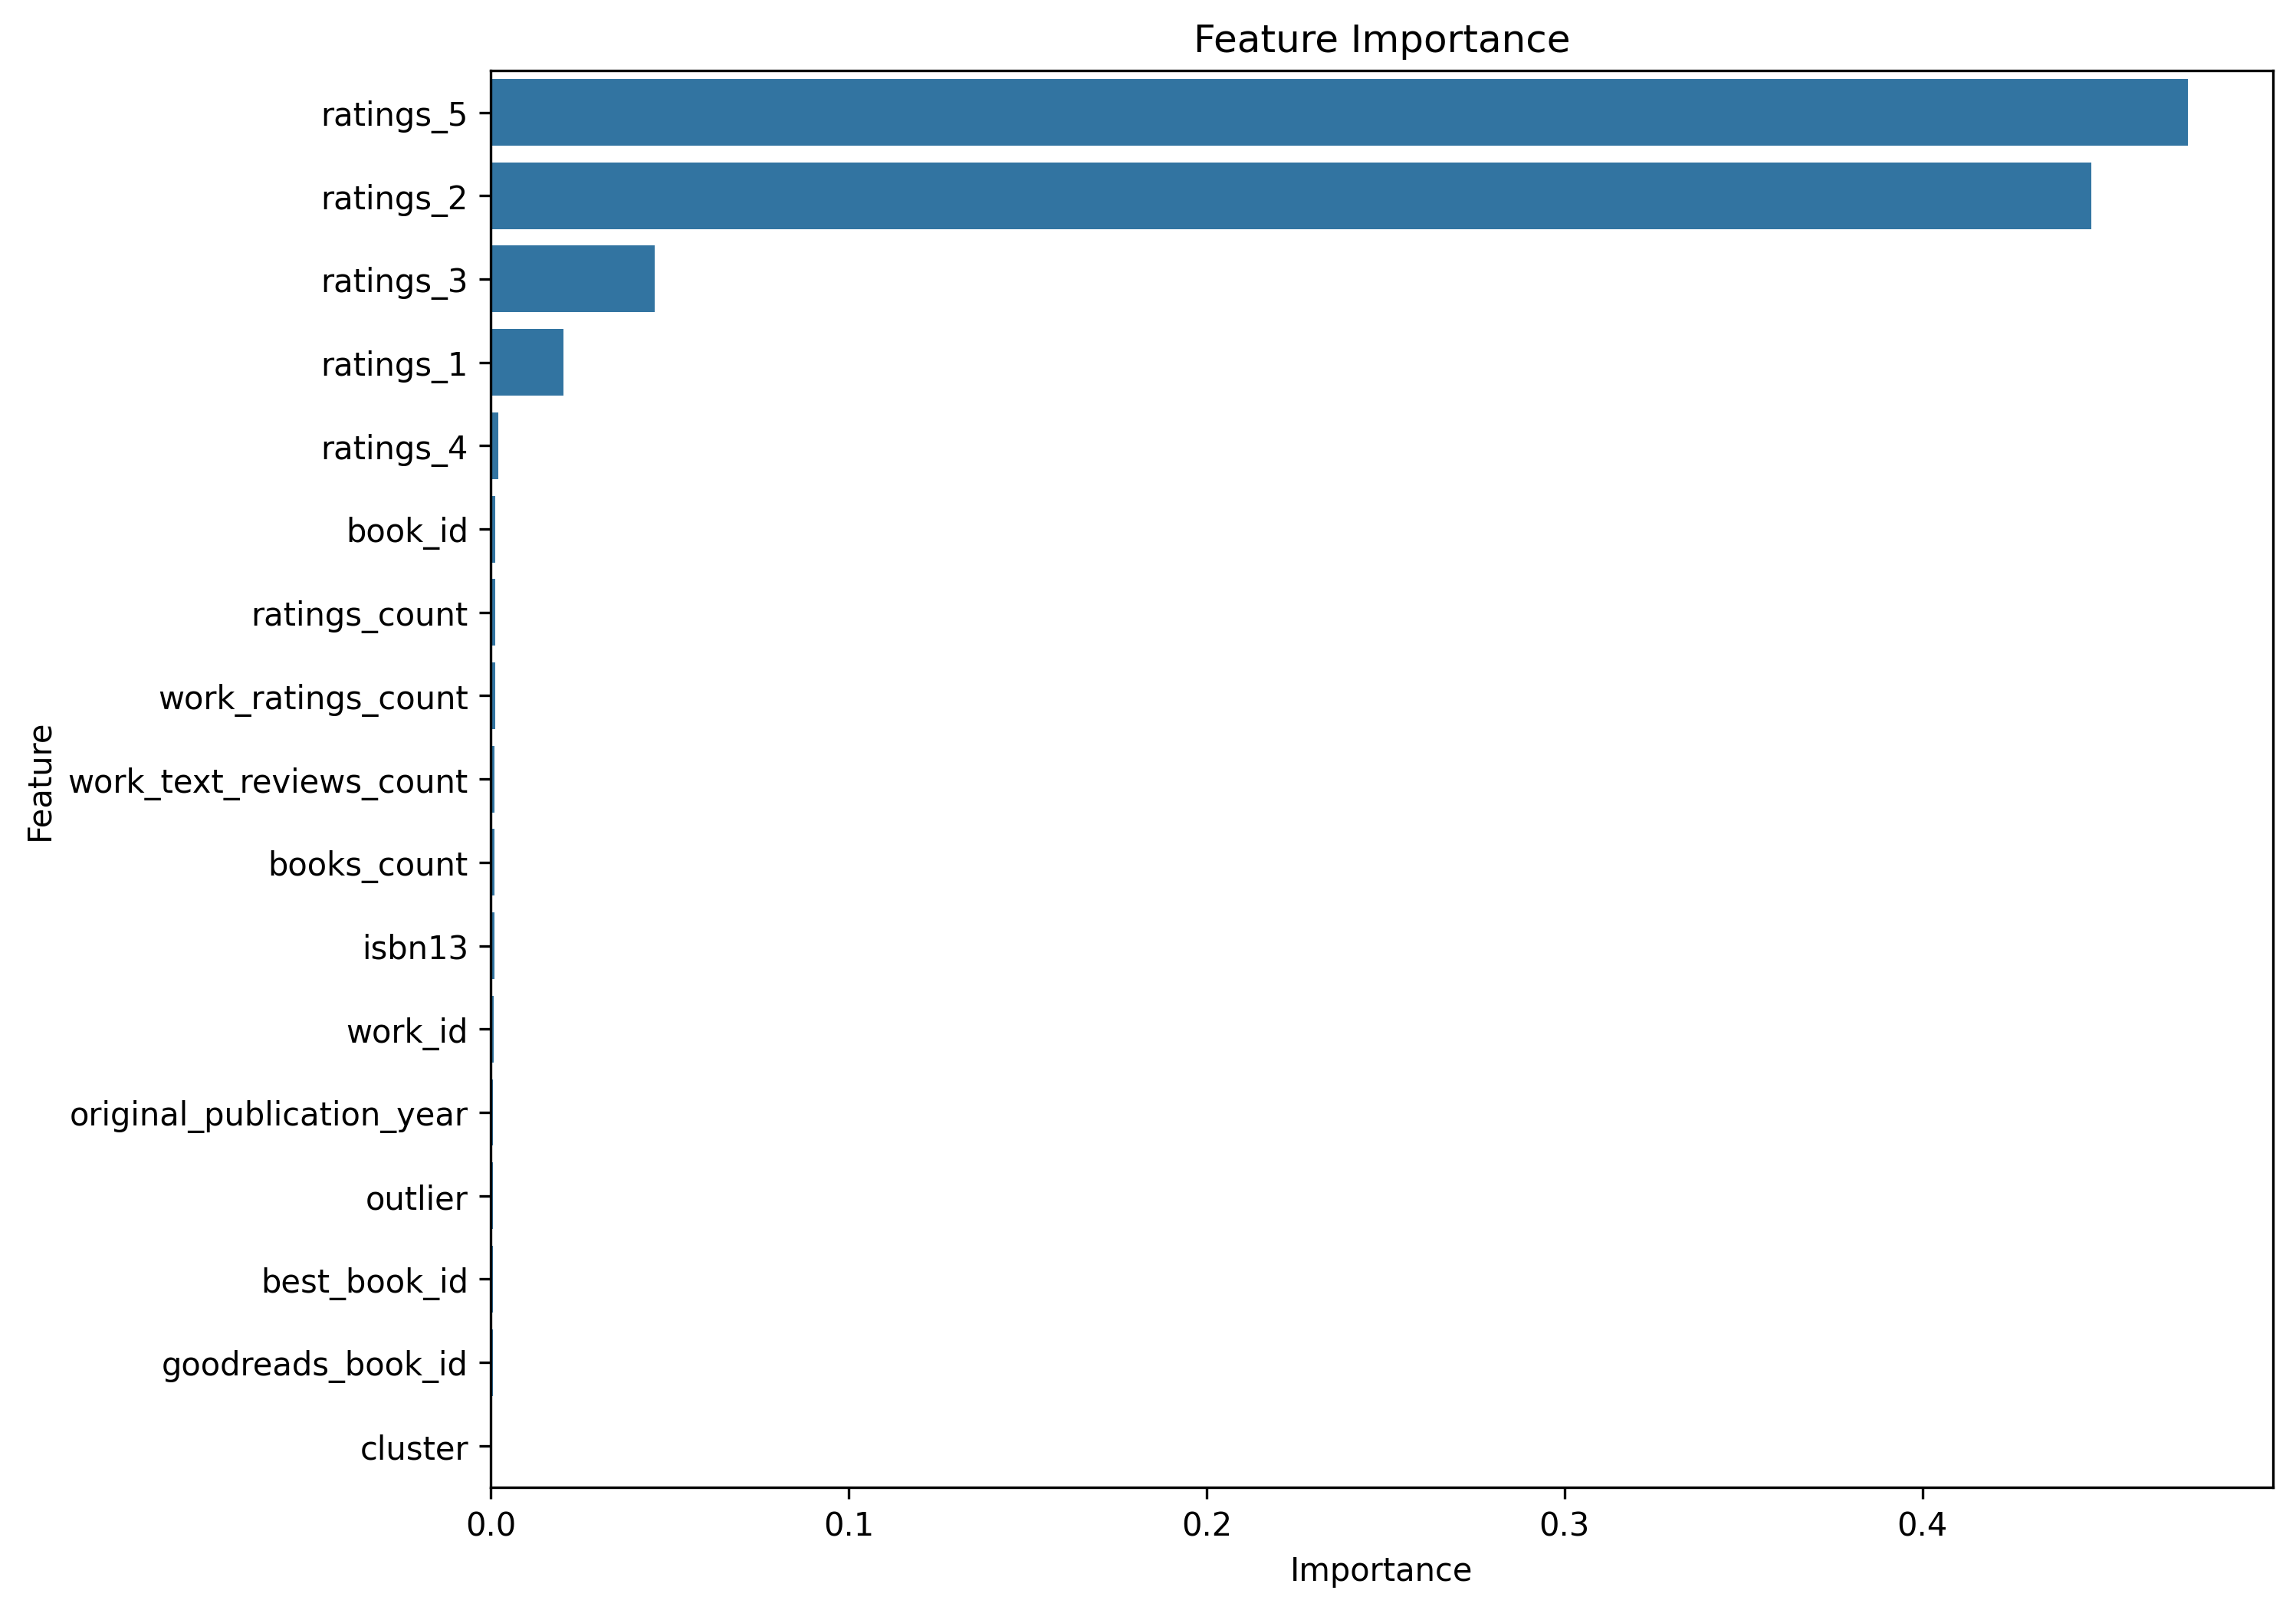 Feature Importance
ratings_5
ratings_2
ratings_3
ratings_1
ratings_4
book_id
ratings_count
work_ratings_count
work_text_reviews_count
books_count
isbn13
work_id
original_publication_year
outlier
best_book_id
goodreads_book_id
cluster
Feature
0.0 0.1 0.2 0.3 0.4
Importance